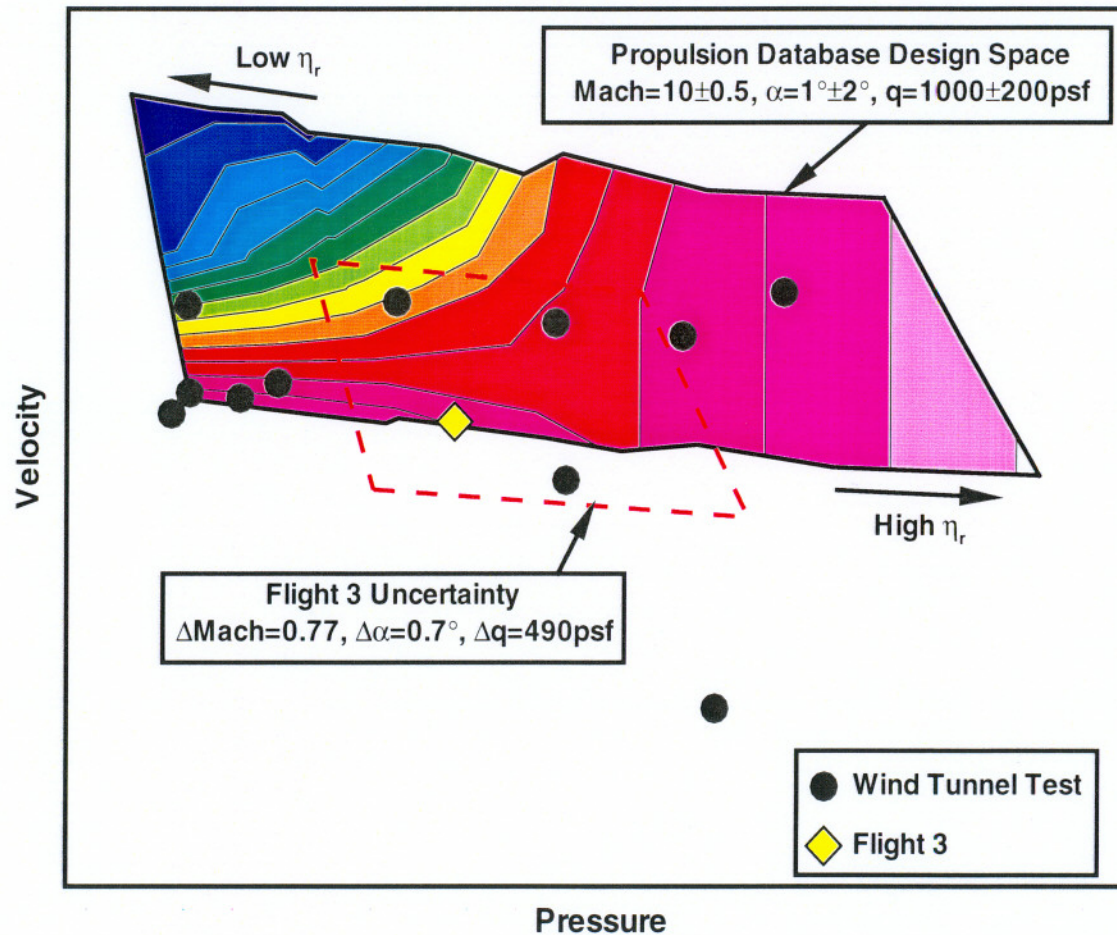 Low ηr
Propulsion Database Design Space
Mach=10±0.5, α=1°±2°, q=1000±200psf
Velocity
High ηr
Flight 3 Uncertainty
ΔMach=0.77, Δα=0.7°, Δq=490psf
Wind Tunnel Test
Flight 3
Pressure